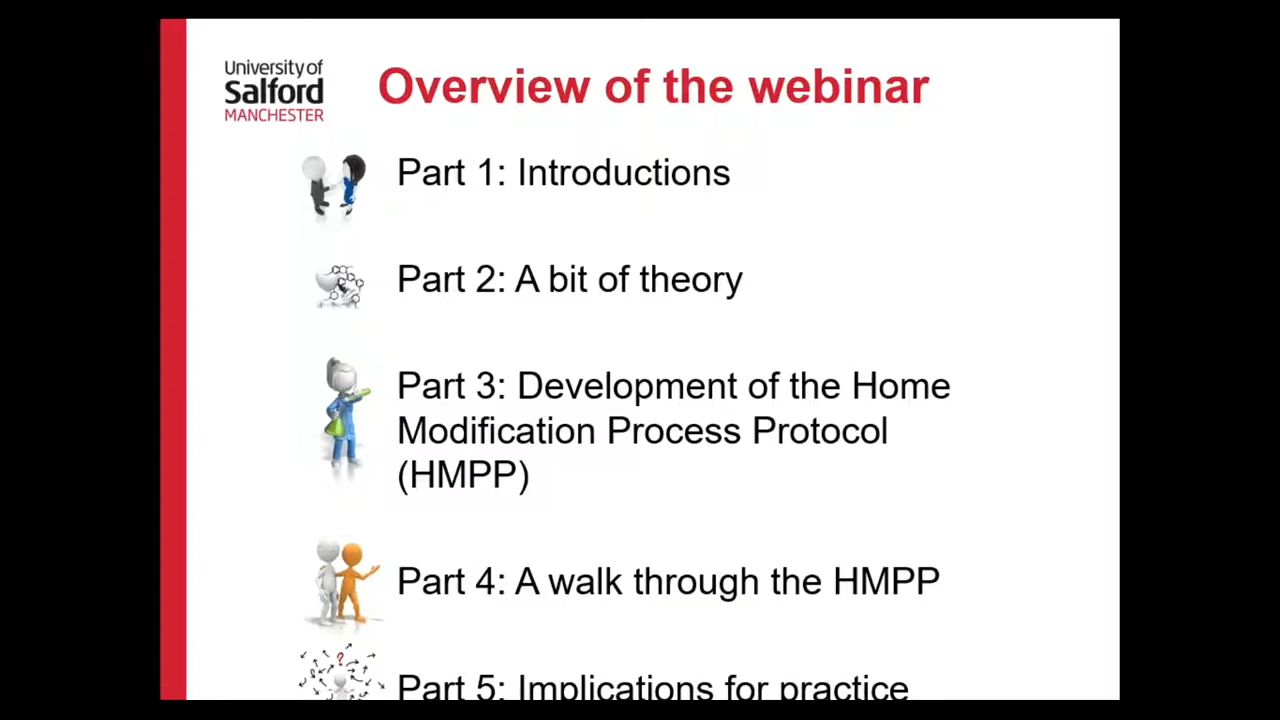 University of
Salford
MANCHESTER
Overview of the webinar
Part 1: Introductions
Part 2: A bit of theory
Part 3: Development of the Home
Modification Process Protocol
(HMPP)
Part 4: A walk through the HMPP
?
Part 5: Implications for practice